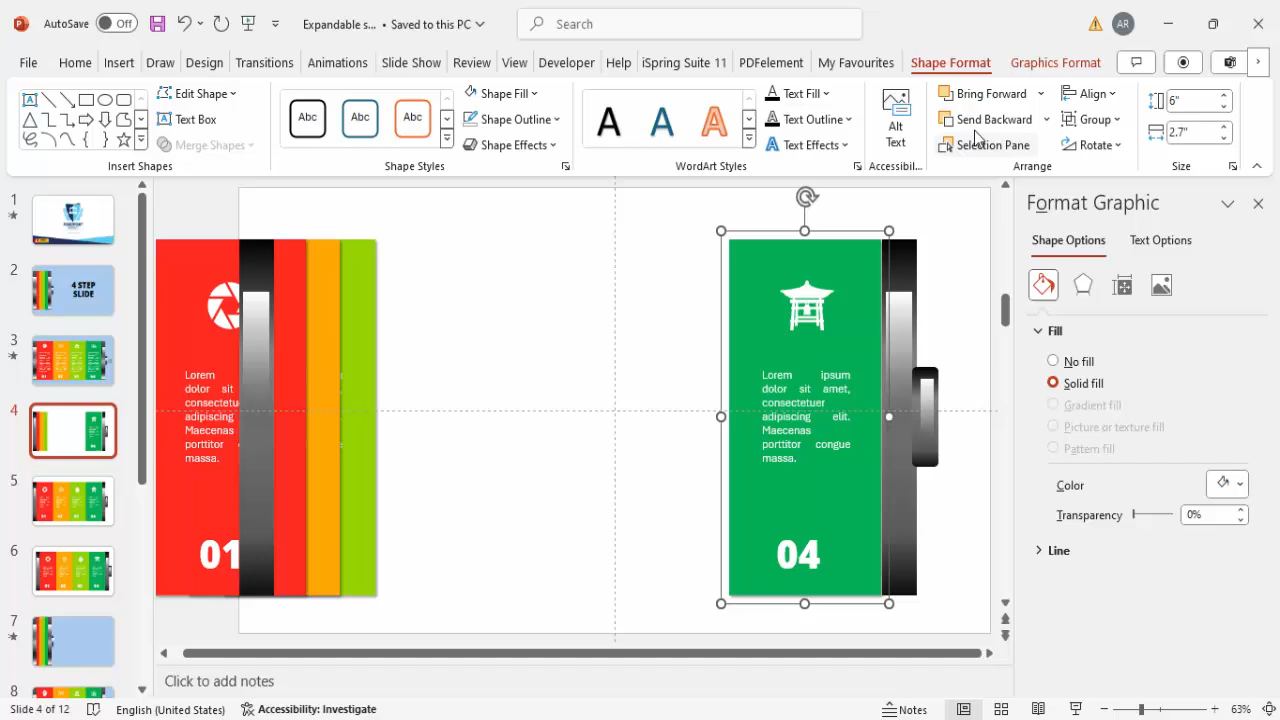 AutoSave Off
Expandable s... • Saved to this PC
Search
AR
File Home Insert Draw Design Transitions Animations Slide Show Review View Developer Help iSpring Suite 11 PDFelement My Favourites Shape Format Graphics Format
Edit Shape
Text Box
Merge Shapes
Insert Shapes
Abc Abc Abc
Shape Fill
Shape Outline
Shape Effects
Shape Styles
A A A
Text Fill
Text Outline
Text Effects
WordArt Styles
Alt
Text
Accessibil...
Bring Forward
Send Backward
Selection Pane
Align
Group
Rotate
Arrange
6"
2.7"
Size
1
2
4 STEP
SLIDE
3
4
5
6
7
8
Lorem
dolor sit
consectetu
adipiscing
Maecenas
porttitor
massa.
01
Lorem ipsum
dolor sit amet,
consectetuer
adipiscing elit.
Maecenas
porttitor congue
massa.
04
Format Graphic
Shape Options Text Options
Fill
No fill
Solid fill
Gradient fill
Picture or texture fill
Pattern fill
Color
Transparency 0%
Line
Click to add notes
Slide 4 of 12 English (United States) Accessibility: Investigate Notes 63%